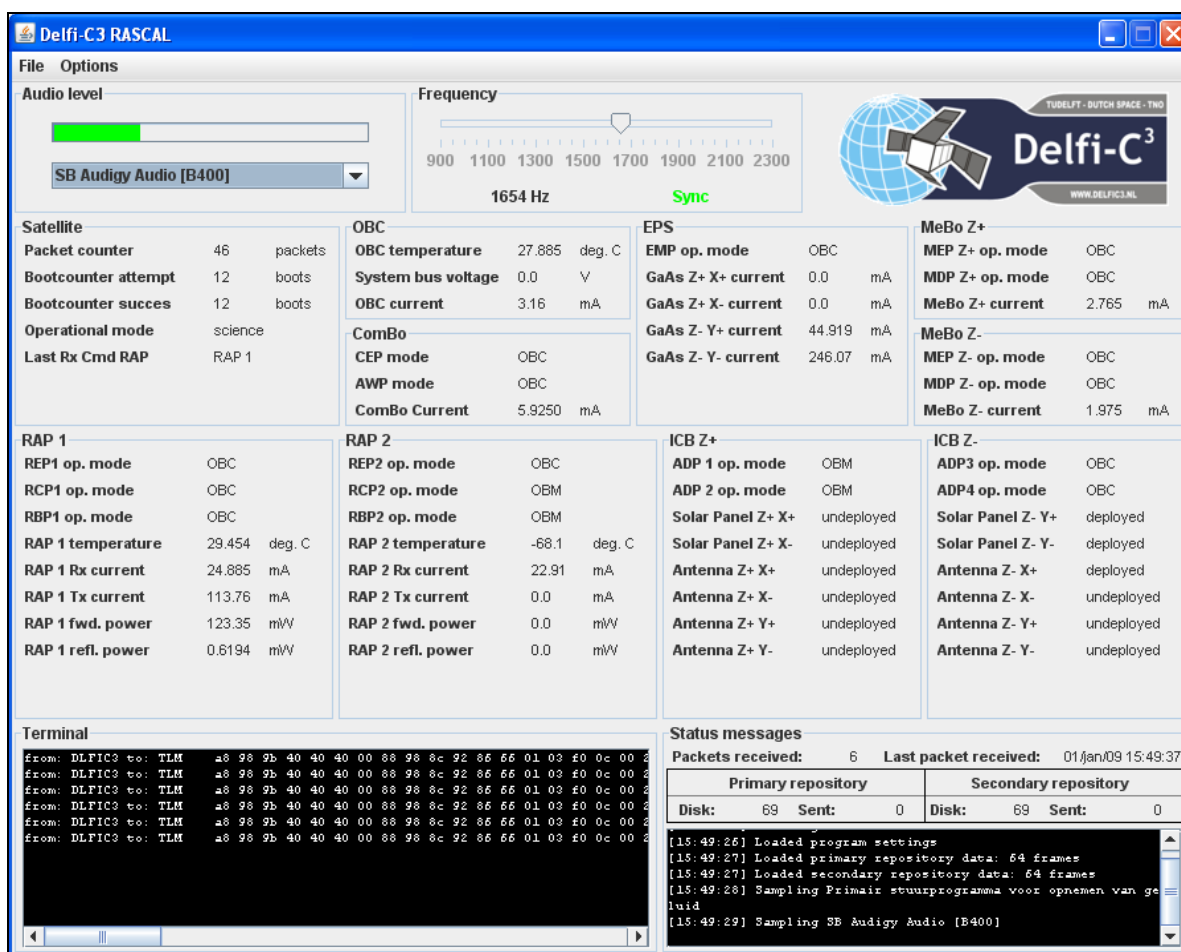 Delfi-C3 RASCAL
File Options
Audio level
SB Audigy Audio [B400]
Frequency
900 1100 1300 1500 1700 1900 2100 2300
1654 Hz Sync
TUDELFT - DUTCH SPACE - TNO
Delfi-C3
WWW.DELFIC3.NL
Satellite
Packet counter 46 packets
Bootcounter attempt 12 boots
Bootcounter succes 12 boots
Operational mode science
Last Rx Cmd RAP RAP 1
OBC
OBC temperature 27.885 deg. C
System bus voltage 0.0 V
OBC current 3.16 mA
ComBo
CEP mode OBC
AWP mode OBC
ComBo Current 5.9250 mA
EPS
EMP op. mode OBC
GaAs Z+ X+ current 0.0 mA
GaAs Z+ X- current 0.0 mA
GaAs Z- Y+ current 44.919 mA
GaAs Z- Y- current 246.07 mA
MeBo Z+
MEP Z+ op. mode OBC
MDP Z+ op. mode OBC
MeBo Z+ current 2.765 mA
MeBo Z-
MEP Z- op. mode OBC
MDP Z- op. mode OBC
MeBo Z- current 1.975 mA
RAP 1
REP1 op. mode OBC
RCP1 op. mode OBC
RBP1 op. mode OBC
RAP 1 temperature 29.454 deg. C
RAP 1 Rx current 24.885 mA
RAP 1 Tx current 113.76 mA
RAP 1 fwd. power 123.35 mW
RAP 1 refl. power 0.6194 mW
RAP 2
REP2 op. mode OBC
RCP2 op. mode OBM
RBP2 op. mode OBM
RAP 2 temperature -68.1 deg. C
RAP 2 Rx current 22.91 mA
RAP 2 Tx current 0.0 mA
RAP 2 fwd. power 0.0 mW
RAP 2 refl. power 0.0 mW
ICB Z+
ADP 1 op. mode OBM
ADP 2 op. mode OBM
Solar Panel Z+ X+ undeployed
Solar Panel Z+ X- undeployed
Antenna Z+ X+ undeployed
Antenna Z+ X- undeployed
Antenna Z+ Y+ undeployed
Antenna Z+ Y- undeployed
ICB Z-
ADP3 op. mode OBC
ADP4 op. mode OBC
Solar Panel Z- Y+ deployed
Solar Panel Z- Y- deployed
Antenna Z- X+ deployed
Antenna Z- X- undeployed
Antenna Z- Y+ undeployed
Antenna Z- Y- undeployed
Terminal
from: DLFIC3 to: TLM a8 98 9b 40 40 40 00 88 98 8c 92 86 66 01 03 f0 0c 00 2
from: DLFIC3 to: TLM a8 98 9b 40 40 40 00 88 98 8c 92 86 66 01 03 f0 0c 00 2
from: DLFIC3 to: TLM a8 98 9b 40 40 40 00 88 98 8c 92 86 66 01 03 f0 0c 00 2
from: DLFIC3 to: TLM a8 98 9b 40 40 40 00 88 98 8c 92 86 66 01 03 f0 0c 00 2
from: DLFIC3 to: TLM a8 98 9b 40 40 40 00 88 98 8c 92 86 66 01 03 f0 0c 00 2
from: DLFIC3 to: TLM a8 98 9b 40 40 40 00 88 98 8c 92 86 66 01 03 f0 0c 00 2
Status messages
Packets received: 6 Last packet received: 01/jan/09 15:49:37
Primary repository Secondary repository
Disk: 69 Sent: 0 Disk: 69 Sent: 0
[15:49:26] Loaded program settings
[15:49:27] Loaded primary repository data: 64 frames
[15:49:27] Loaded secondary repository data: 64 frames
[15:49:28] Sampling Primair stuurprogramma voor opnemen van ge
luid
[15:49:29] Sampling SB Audigy Audio [B400]